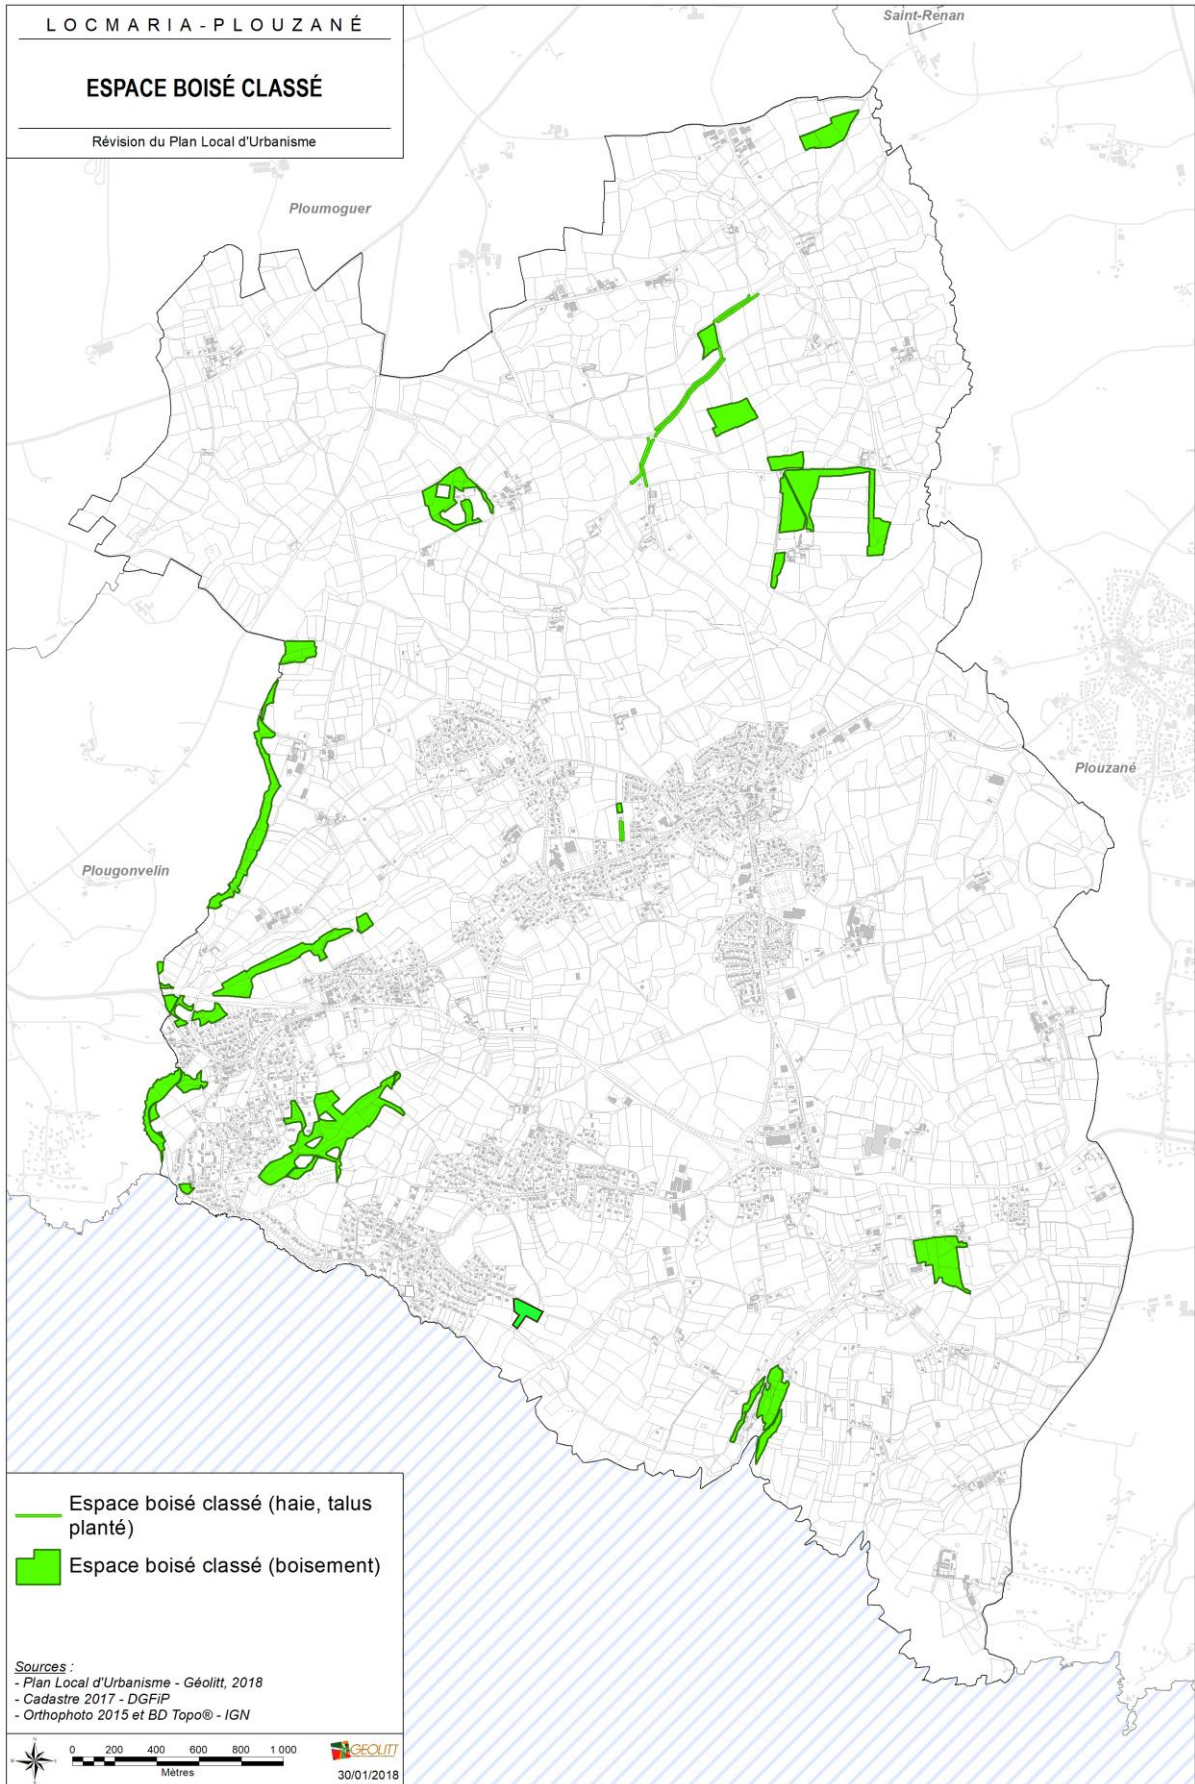 LOCMARIA-PLOUZANÉ
ESPACE BOISÉ CLASSÉ
Révision du Plan Local d'Urbanisme
Saint-Renan
Ploumoguer
Plouzané
Plougonvelin
Espace boisé classé (haie, talus
planté)
Espace boisé classé (boisement)
Sources :
- Plan Local d'Urbanisme - Géolitt, 2018
- Cadastre 2017 - DGFiP
- Orthophoto 2015 et BD Topo® - IGN
0 200 400 600 800 1 000
Mètres
GEOLITT
30/01/2018